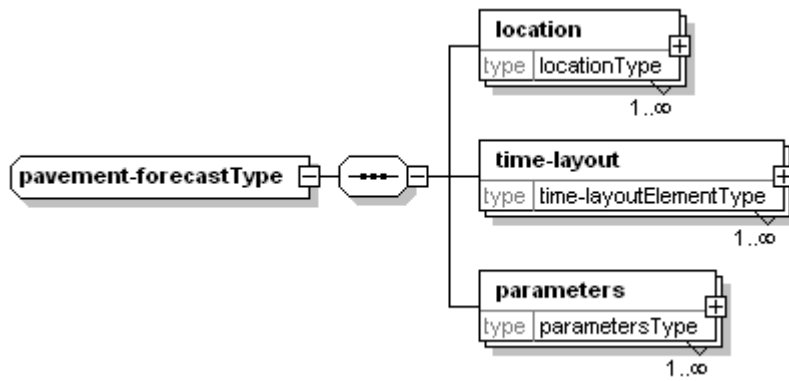 location
type locationType
1..∞
pavement-forecastType
time-layout
type time-layoutElementType
1..∞
parameters
type parametersType
1..∞